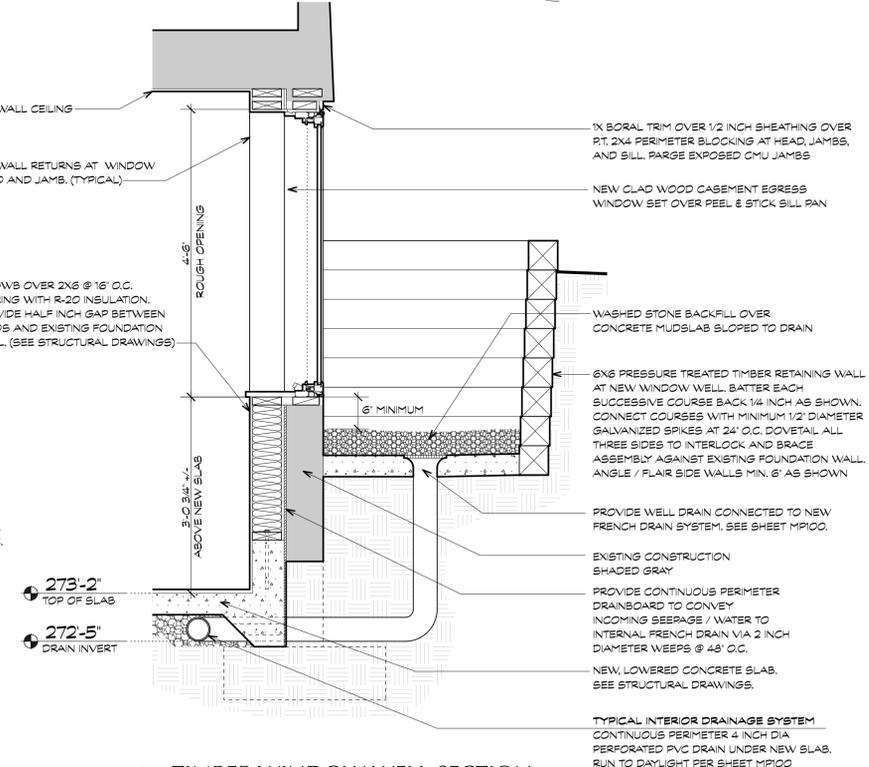 WALL CEILING
WALL RETURNS AT WINDOW
AND JAMB. (TYPICAL)
4'-6"
ROUGH OPENING
GWB OVER 2X6 @ 16" O.C.
WITH R-20 INSULATION.
HALF INCH GAP BETWEEN
AND EXISTING FOUNDATION
(SEE STRUCTURAL DRAWINGS)
6" MINIMUM
3'-0 3/4" +/-
ABOVE NEW SLAB
273'-2"
TOP OF SLAB
272'-5"
DRAIN INVERT
1X BORAL TRIM OVER 1/2 INCH SHEATHING OVER
P.T. 2X4 PERIMETER BLOCKING AT HEAD, JAMBS,
AND SILL. PARGE EXPOSED CMU JAMBS
NEW CLAD WOOD CASEMENT EGRESS
WINDOW SET OVER PEEL & STICK SILL PAN
WASHED STONE BACKFILL OVER
CONCRETE MUDSLAB SLOPED TO DRAIN
6X6 PRESSURE TREATED TIMBER RETAINING WALL
AT NEW WINDOW WELL. BATTER EACH
SUCCESSIVE COURSE BACK 1/4 INCH AS SHOWN.
CONNECT COURSES WITH MINIMUM 1/2" DIAMETER
GALVANIZED SPIKES AT 24" O.C. DOVETAIL ALL
THREE SIDES TO INTERLOCK AND BRACE
ASSEMBLY AGAINST EXISTING FOUNDATION WALL.
ANGLE / FLAIR SIDE WALLS MIN. 6" AS SHOWN
PROVIDE WELL DRAIN CONNECTED TO NEW
FRENCH DRAIN SYSTEM. SEE SHEET MP100.
EXISTING CONSTRUCTION
SHADED GRAY
PROVIDE CONTINUOUS PERIMETER
DRAINBOARD TO CONVEY
INCOMING SEEPAGE / WATER TO
INTERNAL FRENCH DRAIN VIA 2 INCH
DIAMETER WEEPS @ 48" O.C.
NEW, LOWERED CONCRETE SLAB.
SEE STRUCTURAL DRAWINGS.
TYPICAL INTERIOR DRAINAGE SYSTEM
CONTINUOUS PERIMETER 4 INCH DIA
PERFORATED PVC DRAIN UNDER NEW SLAB.
RUN TO DAYLIGHT PER SHEET MP100